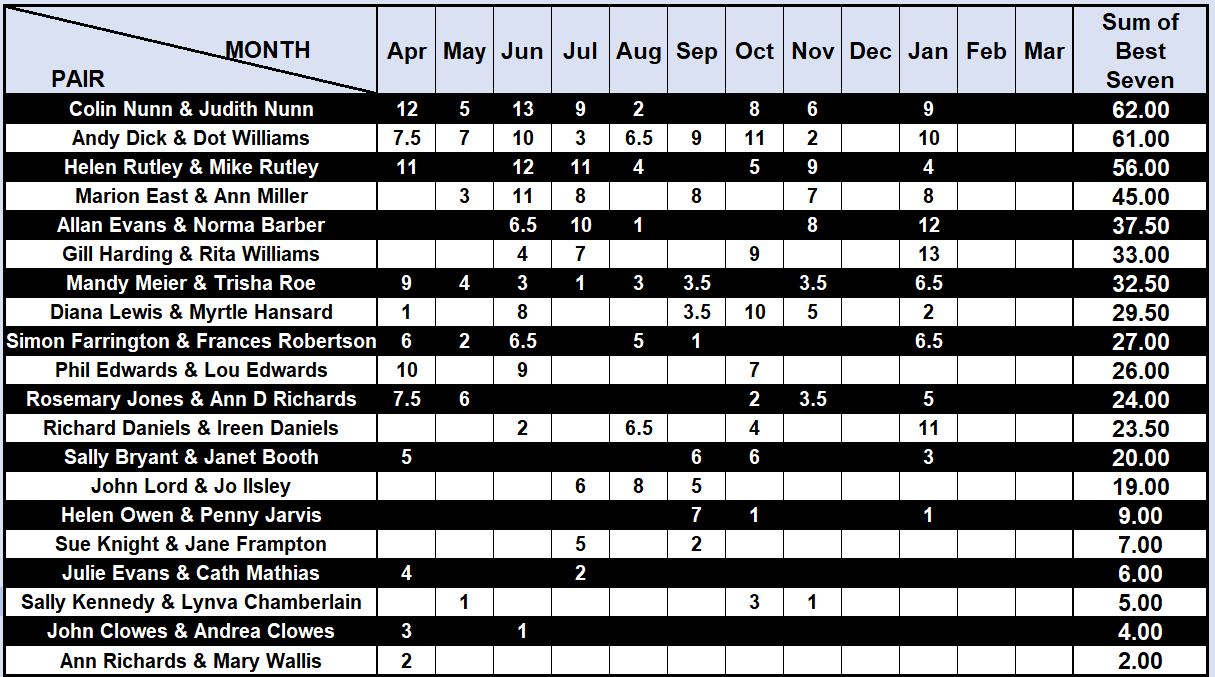 MONTH
PAIR
Apr May Jun Jul Aug Sep Oct Nov Dec Jan Feb Mar
Sum of
Best
Seven
Colin Nunn & Judith Nunn 12 5 13 9 2 8 6 9 62.00
Andy Dick & Dot Williams 7.5 7 10 3 6.5 9 11 2 10 61.00
Helen Rutley & Mike Rutley 11 12 11 4 5 9 4 56.00
Marion East & Ann Miller 3 11 8 8 7 8 45.00
Allan Evans & Norma Barber 6.5 10 1 8 12 37.50
Gill Harding & Rita Williams 4 7 9 13 33.00
Mandy Meier & Trisha Roe 9 4 3 1 3 3.5 3.5 6.5 32.50
Diana Lewis & Myrtle Hansard 1 8 3.5 10 5 2 29.50
Simon Farrington & Frances Robertson 6 2 6.5 5 1 6.5 27.00
Phil Edwards & Lou Edwards 10 9 7 26.00
Rosemary Jones & Ann D Richards 7.5 6 2 3.5 5 24.00
Richard Daniels & Ireen Daniels 2 6.5 4 11 23.50
Sally Bryant & Janet Booth 5 6 6 3 20.00
John Lord & Jo Ilsley 6 8 5 19.00
Helen Owen & Penny Jarvis 7 1 1 9.00
Sue Knight & Jane Frampton 5 2 7.00
Julie Evans & Cath Mathias 4 2 6.00
Sally Kennedy & Lynva Chamberlain 1 3 1 5.00
John Clowes & Andrea Clowes 3 1 4.00
Ann Richards & Mary Wallis 2 2.00